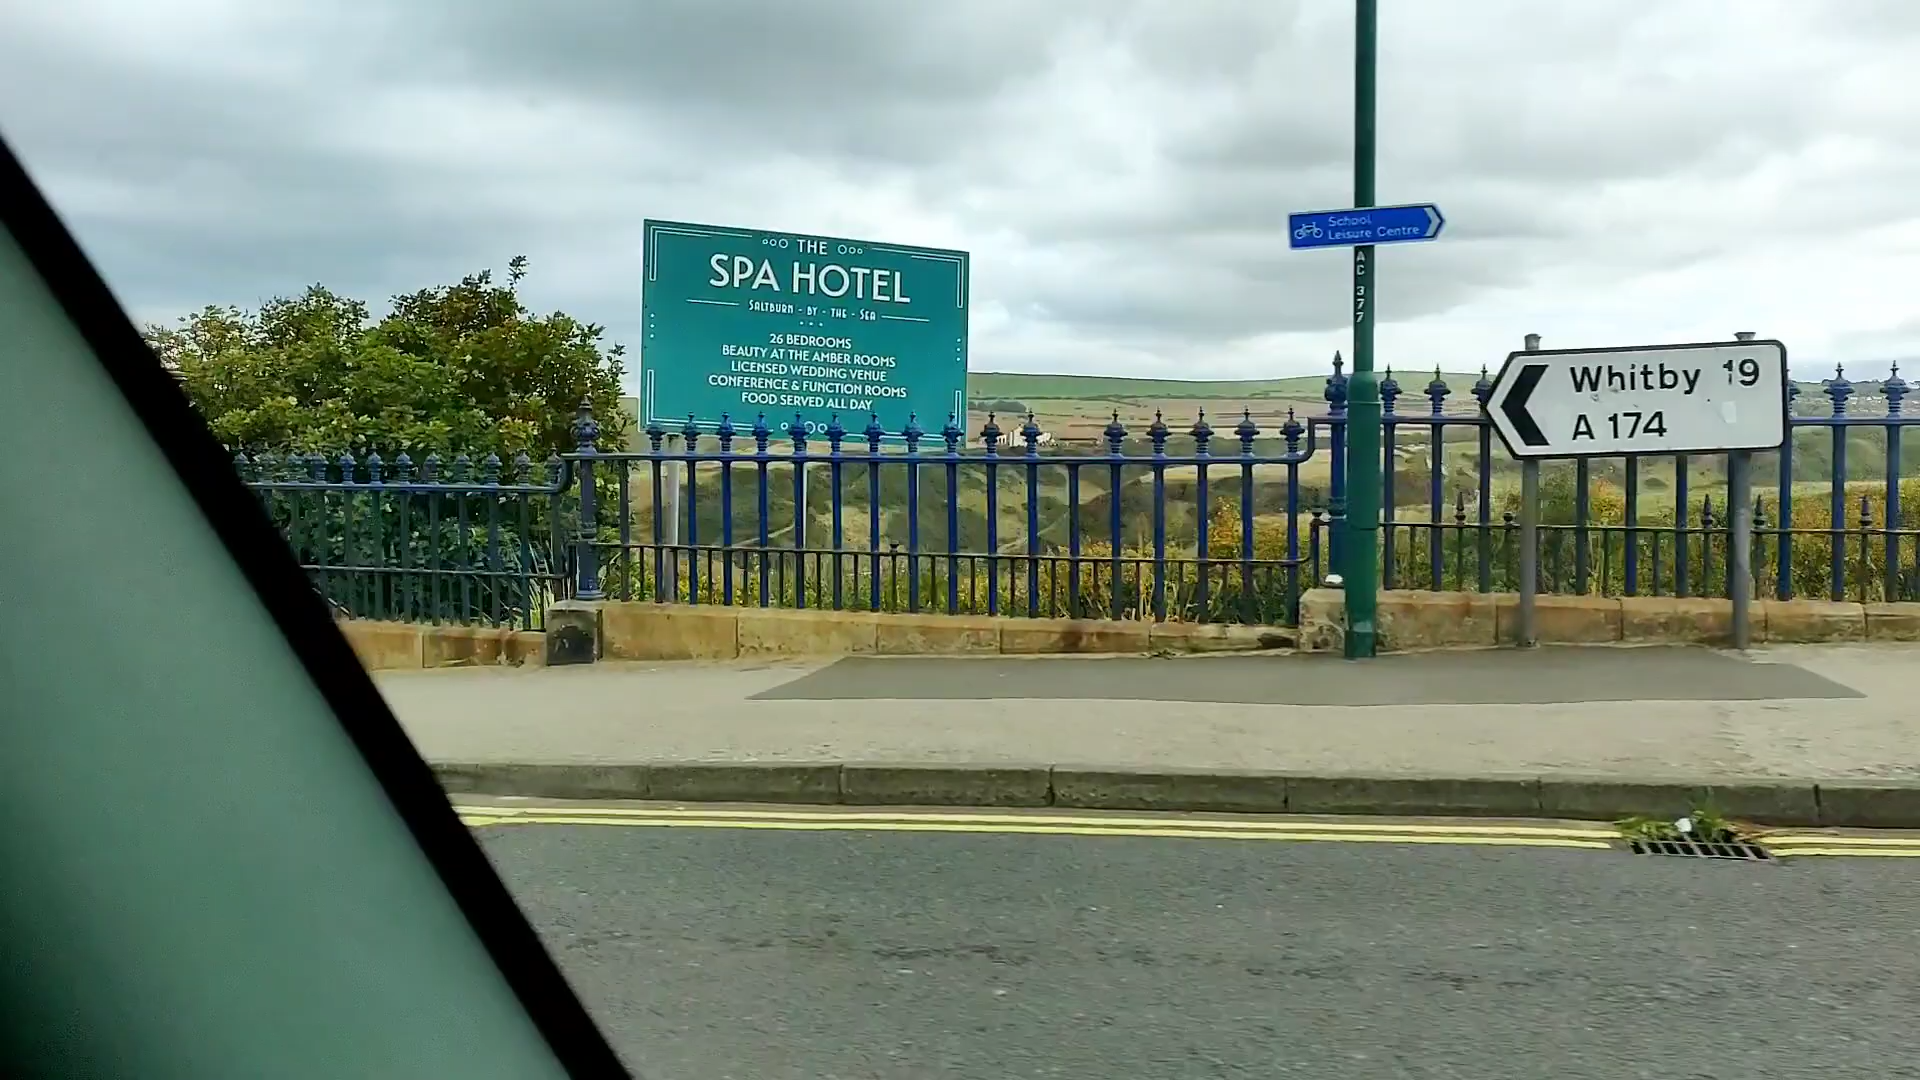 THE
SPA HOTEL
SALTBURN - BY - THE - SEA
26 BEDROOMS
BEAUTY AT THE AMBER ROOMS
LICENSED WEDDING VENUE
CONFERENCE & FUNCTION ROOMS
FOOD SERVED ALL DAY
School
Leisure Centre
AC 377
Whitby 19
A 174